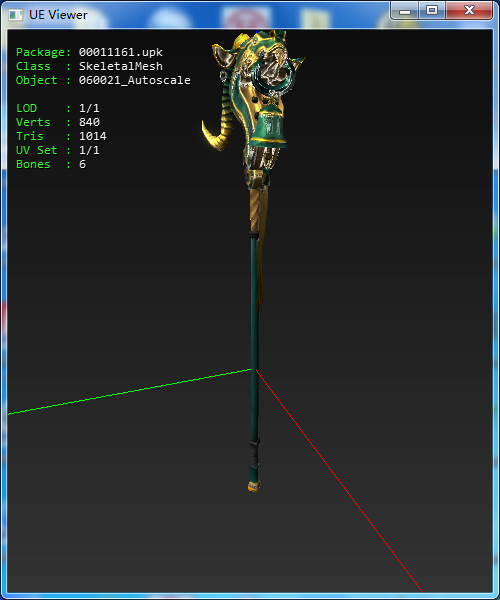 UE Viewer
Package: 00011161.upk
Class  : SkeletalMesh
Object : 060021_Autoscale
LOD    : 1/1
Verts  : 840
Tris   : 1014
UV Set : 1/1
Bones  : 6